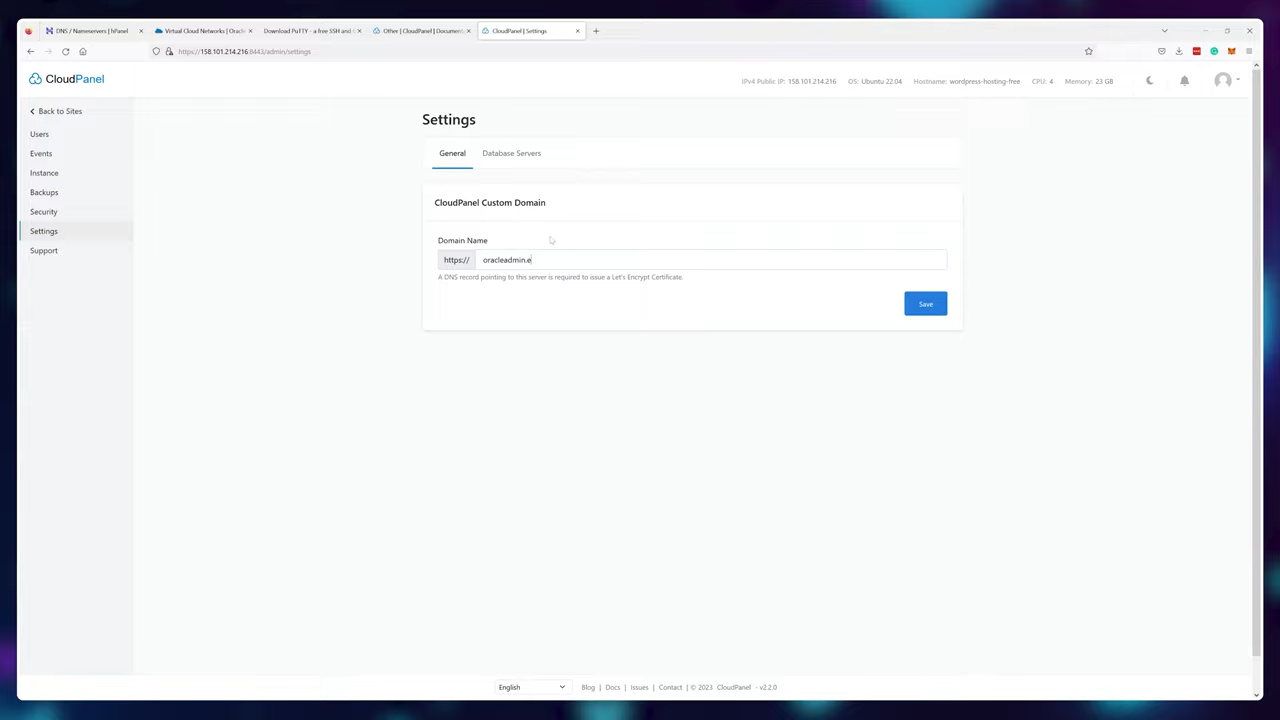 DNS / Nameservers | hPanel
Virtual Cloud Networks | Oracle
Download PuTTY - a free SSH and
Other | CloudPanel | Document
CloudPanel | Settings
https://158.101.214.216:8443/admin/settings
CloudPanel
IPv4 Public IP: 158.101.214.216 OS: Ubuntu 22.04 Hostname: wordpress-hosting-free CPU: 4 Memory: 23 GB
Back to Sites
Users
Events
Instance
Backups
Security
Settings
Support
Settings
General Database Servers
CloudPanel Custom Domain
Domain Name
https:// oracleadmin.e
A DNS record pointing to this server is required to issue a Let's Encrypt Certificate.
Save
English Blog | Docs | Issues | Contact | © 2023 CloudPanel - v2.2.0